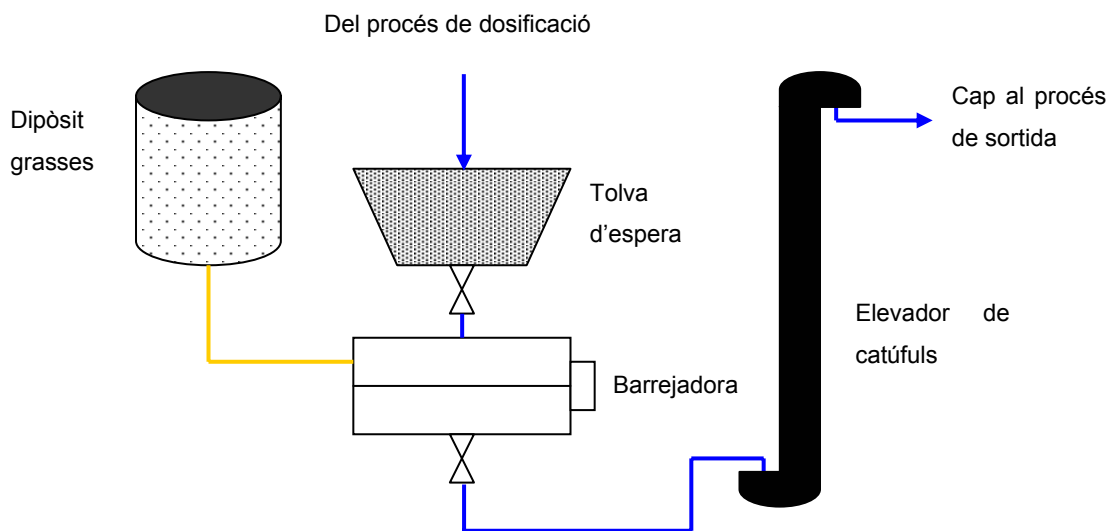 Del procés de dosificació
Dipòsit
grasses
Cap al procés
de sortida
Tolva
d'espera
Elevador de
catúfuls
Barrejadora